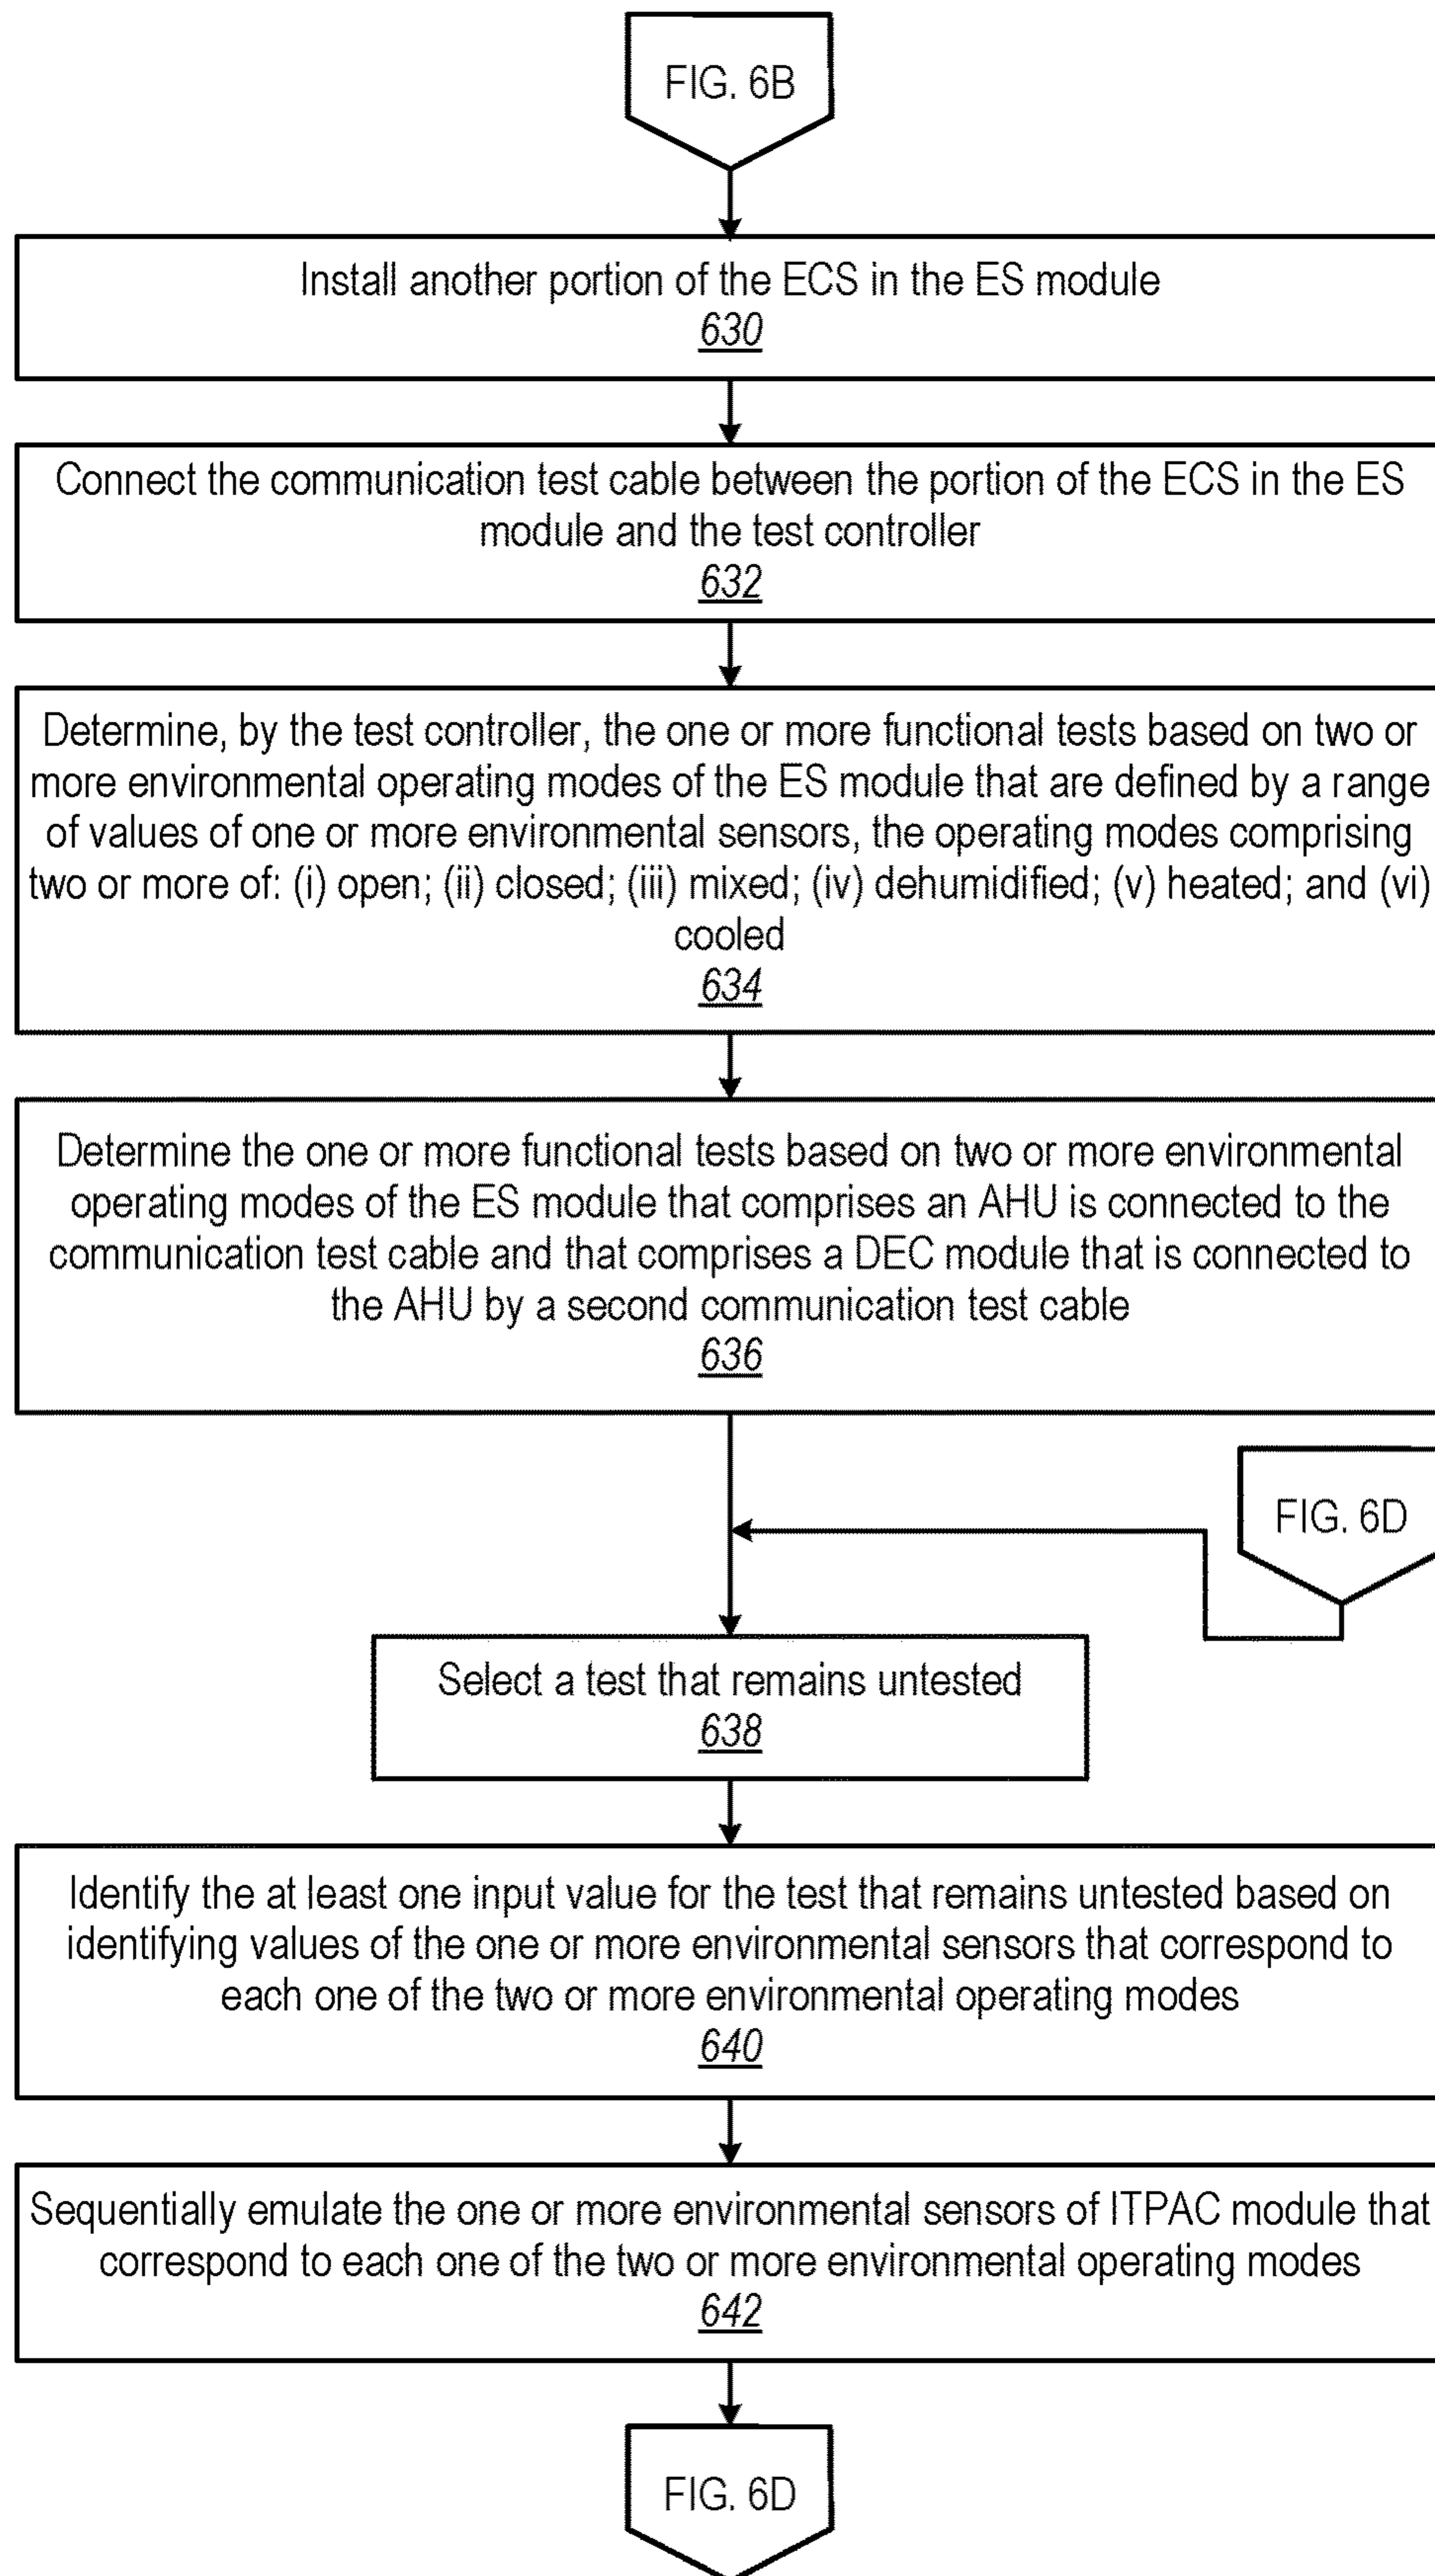 FIG. 6B
Install another portion of the ECS in the ES module
630
Connect the communication test cable between the portion of the ECS in the ES
module and the test controller
632
Determine, by the test controller, the one or more functional tests based on two or
more environmental operating modes of the ES module that are defined by a range
of values of one or more environmental sensors, the operating modes comprising
two or more of: (i) open; (ii) closed; (iii) mixed; (iv) dehumidified; (v) heated; and (vi)
cooled
634
Determine the one or more functional tests based on two or more environmental
operating modes of the ES module that comprises an AHU is connected to the
communication test cable and that comprises a DEC module that is connected to
the AHU by a second communication test cable
636
FIG. 6D
Select a test that remains untested
638
Identify the at least one input value for the test that remains untested based on
identifying values of the one or more environmental sensors that correspond to
each one of the two or more environmental operating modes
640
Sequentially emulate the one or more environmental sensors of ITPAC module that
correspond to each one of the two or more environmental operating modes
642
FIG. 6D